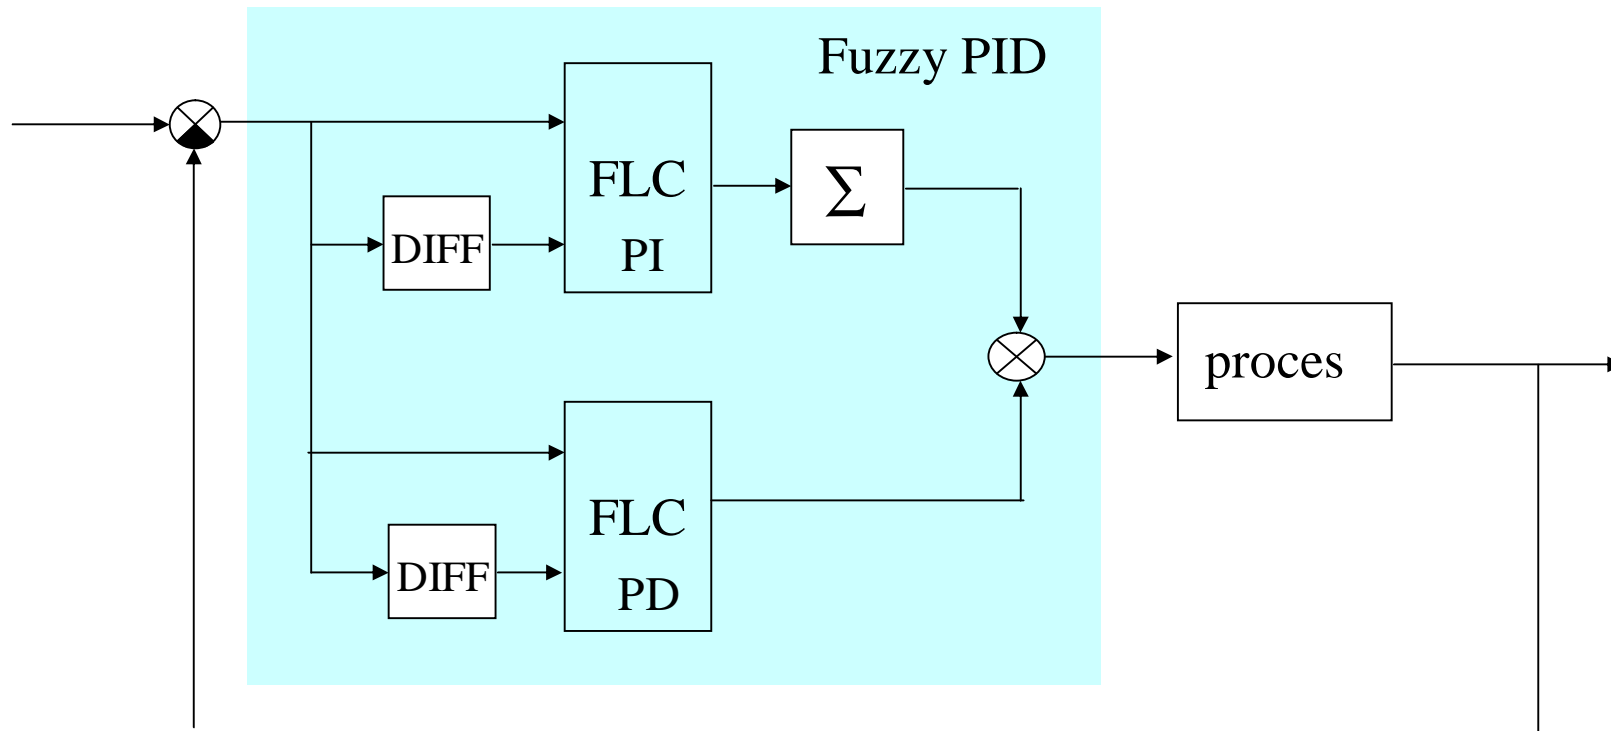 Fuzzy PID
FLC
PI
Σ
DIFF
proces
FLC
PD
DIFF